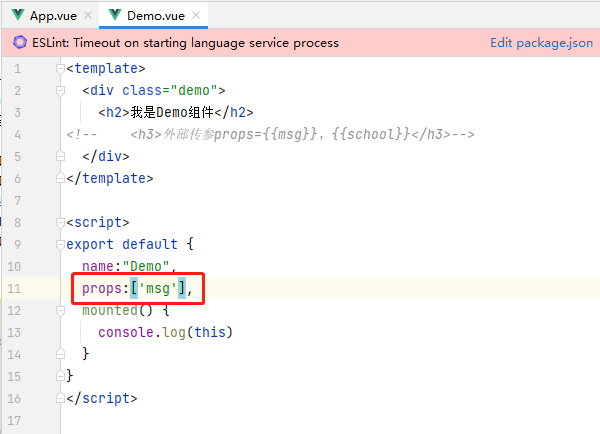 App.vue × Demo.vue ×
ESLint: Timeout on starting language service process Edit package.json
1 <template>
2 <div class="demo">
3 <h2>我是Demo组件</h2>
4 <!-- <h3>外部传参props={{msg}}，{{school}}</h3>-->
5 </div>
6 </template>
7
8 <script>
9 export default {
10 name:"Demo",
11 props:['msg'],
12 mounted() {
13 console.log(this)
14 }
15 }
16 </script>
17